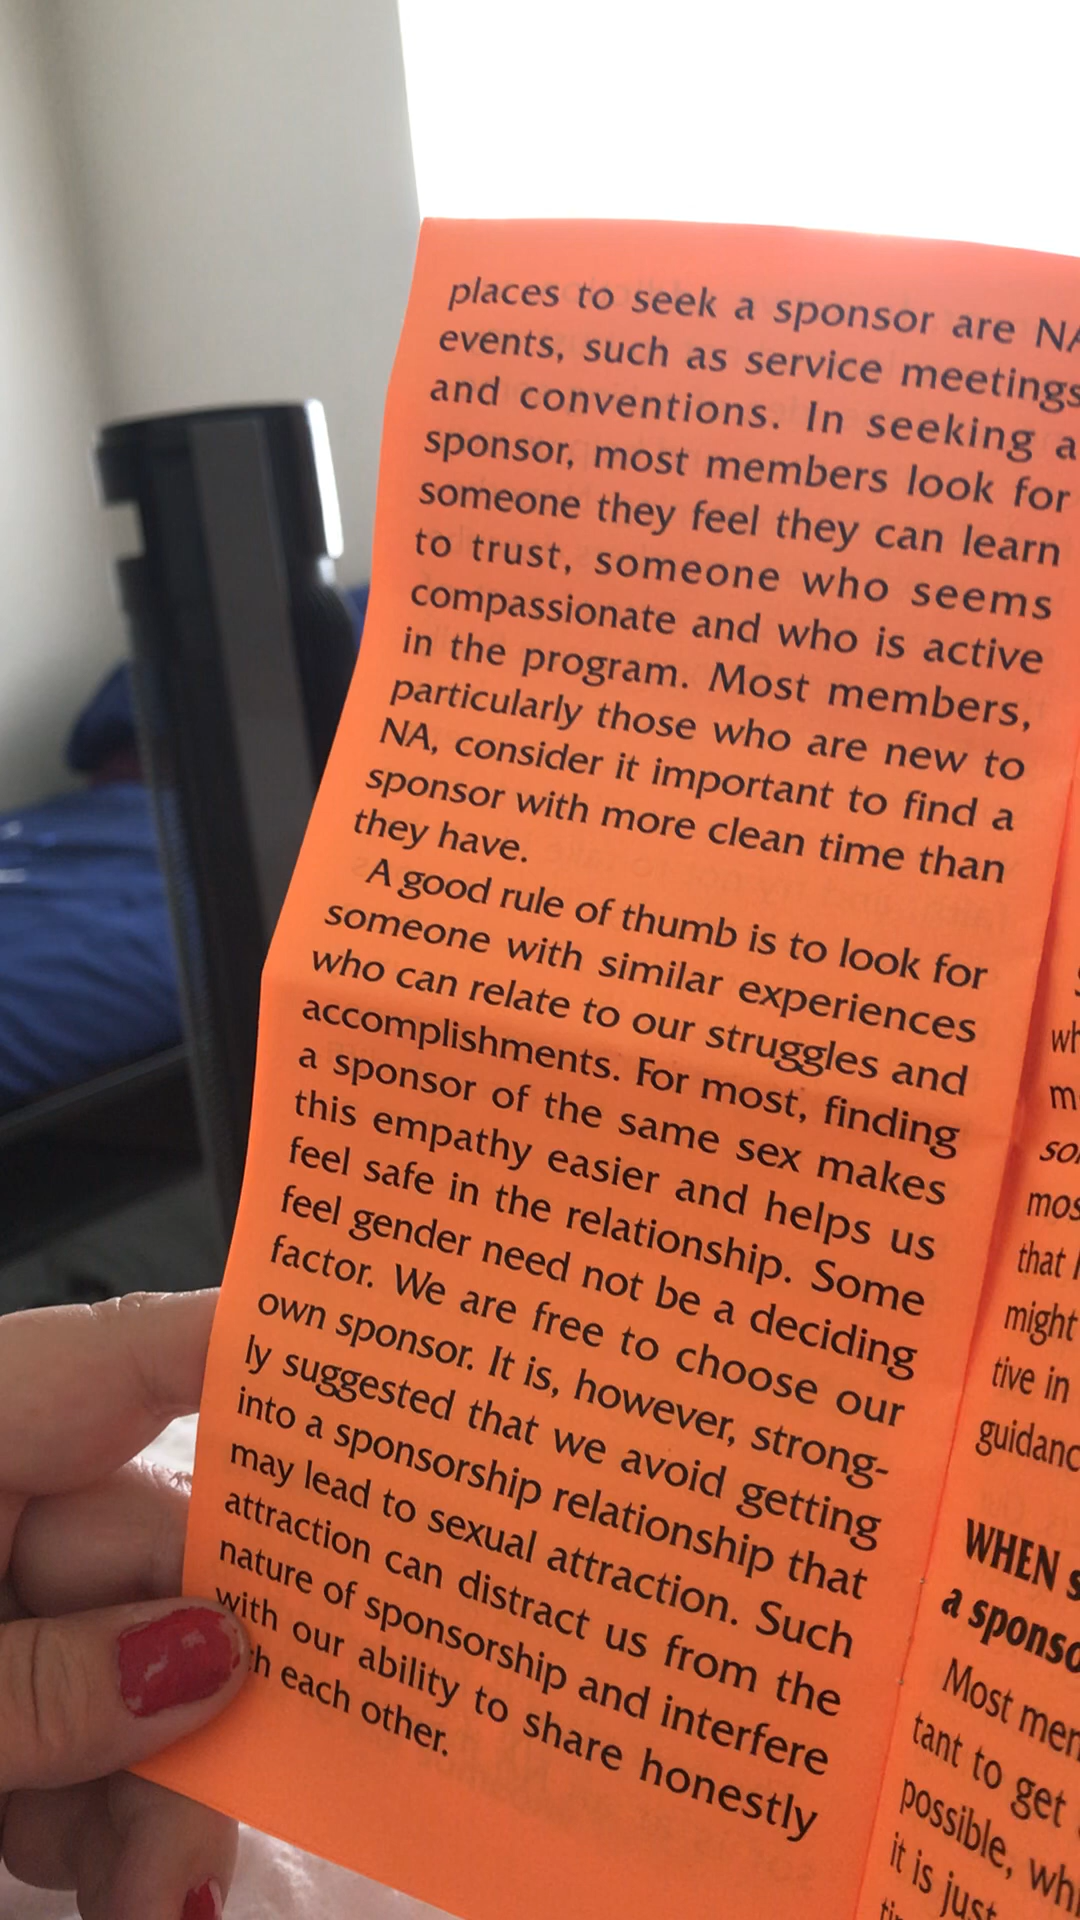 places to seek a sponsor are NA
events, such as service meetings
and conventions. In seeking a
sponsor, most members look for
someone they feel they can learn
to trust, someone who seems
compassionate and who is active
in the program. Most members,
particularly those who are new to
NA, consider it important to find a
sponsor with more clean time than
they have.
A good rule of thumb is to look for
someone with similar experiences
who can relate to our struggles and
accomplishments. For most, finding
a sponsor of the same sex makes
this empathy easier and helps us
feel safe in the relationship. Some
feel gender need not be a deciding
factor. We are free to choose our
own sponsor. It is, however, strong-
ly suggested that we avoid getting
into a sponsorship relationship that
may lead to sexual attraction. Such
attraction can distract us from the
nature of sponsorship and interfere
with our ability to share honestly
each other.
mos
that
might
tive in
guidanc
WHEN
a sponso
Most mem
tant to get
possible, whi
it is just